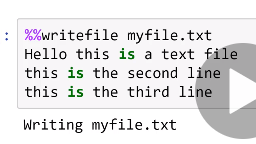 :
%%writefile myfile.txt
Hello this is a text file
this is the second line
this is the third line
Writing myfile.txt